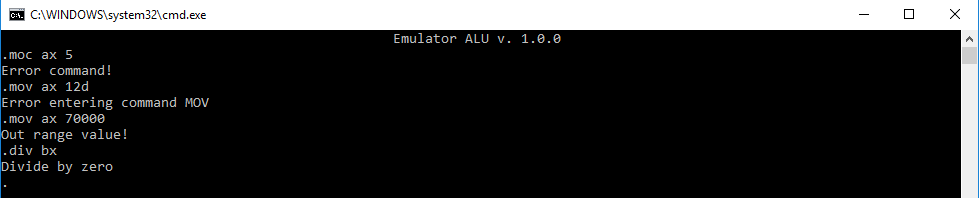 C:\WINDOWS\system32\cmd.exe
Emulator ALU v. 1.0.0
.moc ax 5
Error command!
.mov ax 12d
Error entering command MOV
.mov ax 70000
Out range value!
.div bx
Divide by zero
.